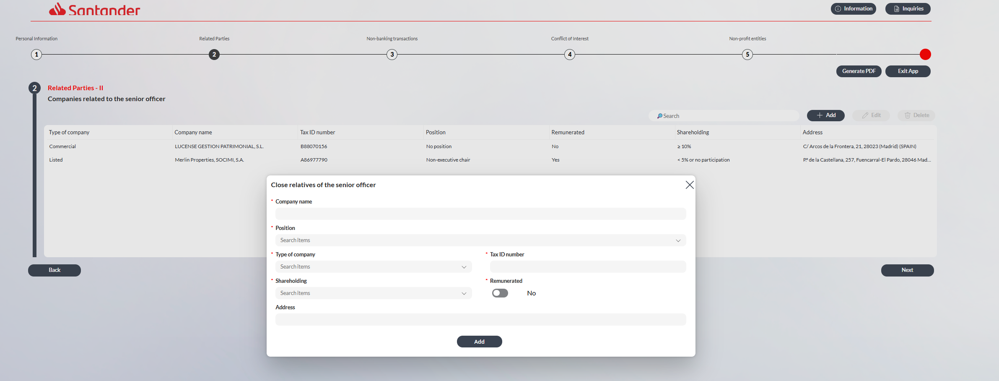 Santander
Information
Inquiries
Personal Information
Related Parties
Non-banking transactions
Conflict of Interest
Non-profit entities
1
2
3
4
5
Generate PDF
Exit App
2
Related Parties - II
Companies related to the senior officer
Search
Add
Edit
Delete
Type of company Company name Tax ID number Position Remunerated Shareholding Address
Commercial LUCENSE GESTION PATRIMONIAL, S.L. B88070156 No position No ≥ 10% C/ Arcos de la Frontera, 21, 28023 (Madrid) (SPAIN)
Listed Merlin Properties, SOCIMI, S.A. A86977790 Non-executive chair Yes < 5% or no participation P.º de la Castellana, 257, Fuencarral-El Pardo, 28046 Mad...
Close relatives of the senior officer
* Company name
* Position
Search items
* Type of company * Tax ID number
Search items
* Shareholding * Remunerated
Search items No
Address
Add
Back
Next